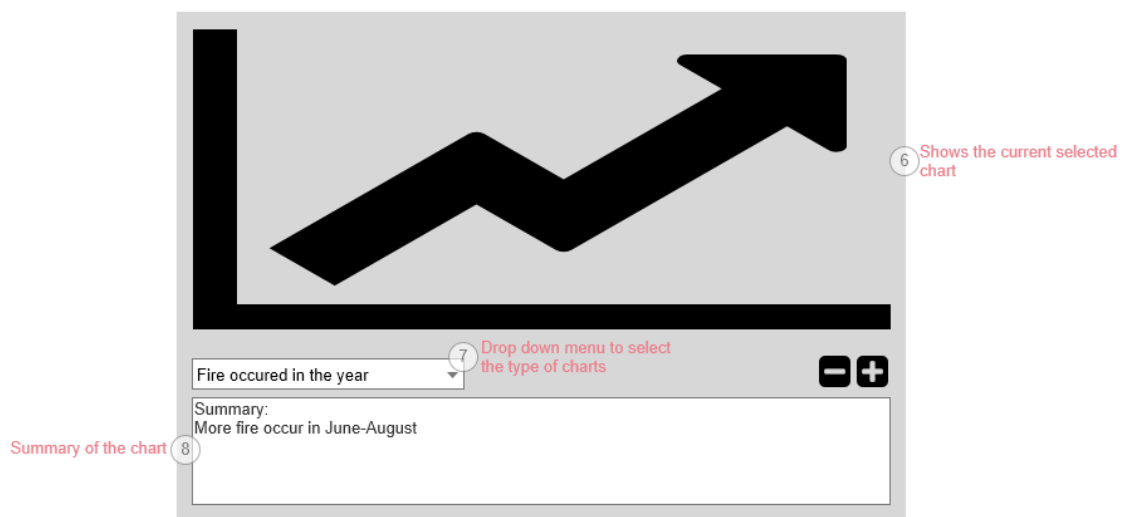 6
Shows the current selected
chart
7
Drop down menu to select
the type of charts
Fire occured in the year
Summary:
More fire occur in June-August
Summary of the chart
8